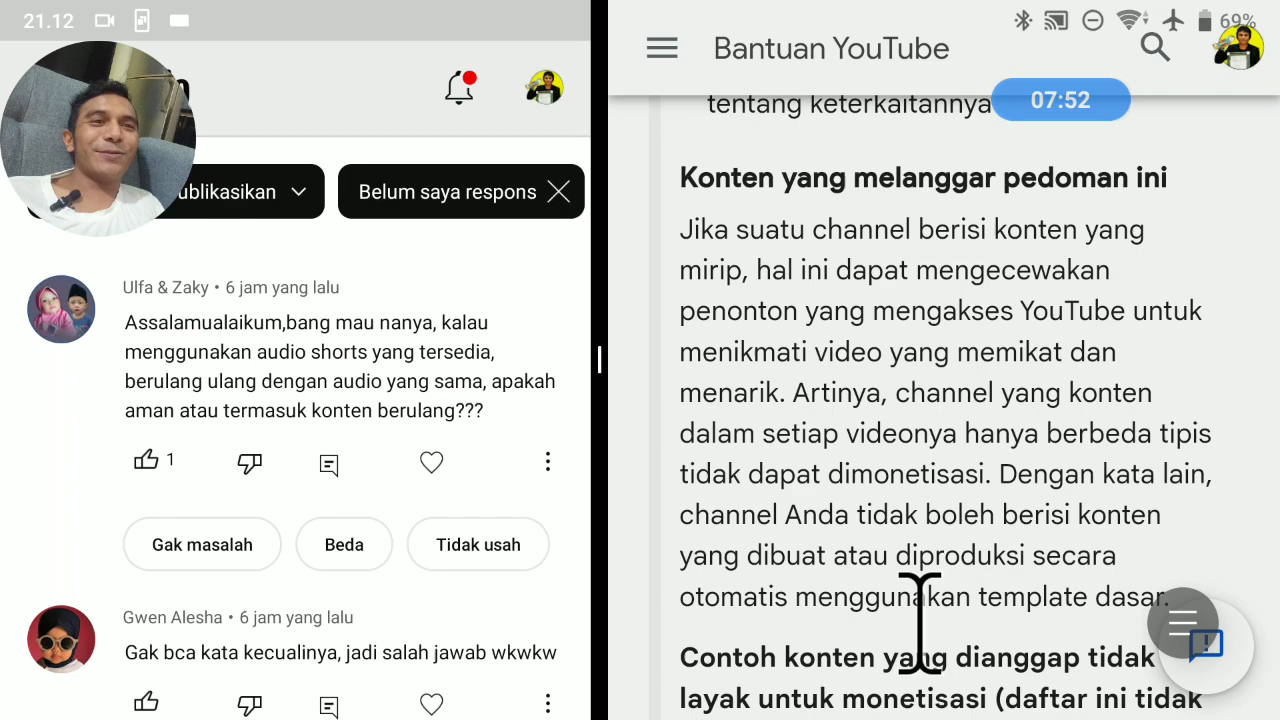 21.12
ublikasikan
Belum saya respons
Ulfa & Zaky • 6 jam yang lalu
Assalamualaikum,bang mau nanya, kalau
menggunakan audio shorts yang tersedia,
berulang ulang dengan audio yang sama, apakah
aman atau termasuk konten berulang???
1
Gak masalah
Beda
Tidak usah
Gwen Alesha • 6 jam yang lalu
Gak bca kata kecualinya, jadi salah jawab wkwkw
69%
Bantuan YouTube
07:52
tentang keterkaitannya
Konten yang melanggar pedoman ini
Jika suatu channel berisi konten yang
mirip, hal ini dapat mengecewakan
penonton yang mengakses YouTube untuk
menikmati video yang memikat dan
menarik. Artinya, channel yang konten
dalam setiap videonya hanya berbeda tipis
tidak dapat dimonetisasi. Dengan kata lain,
channel Anda tidak boleh berisi konten
yang dibuat atau diproduksi secara
otomatis menggunakan template dasar.
Contoh konten yang dianggap tidak
layak untuk monetisasi (daftar ini tidak